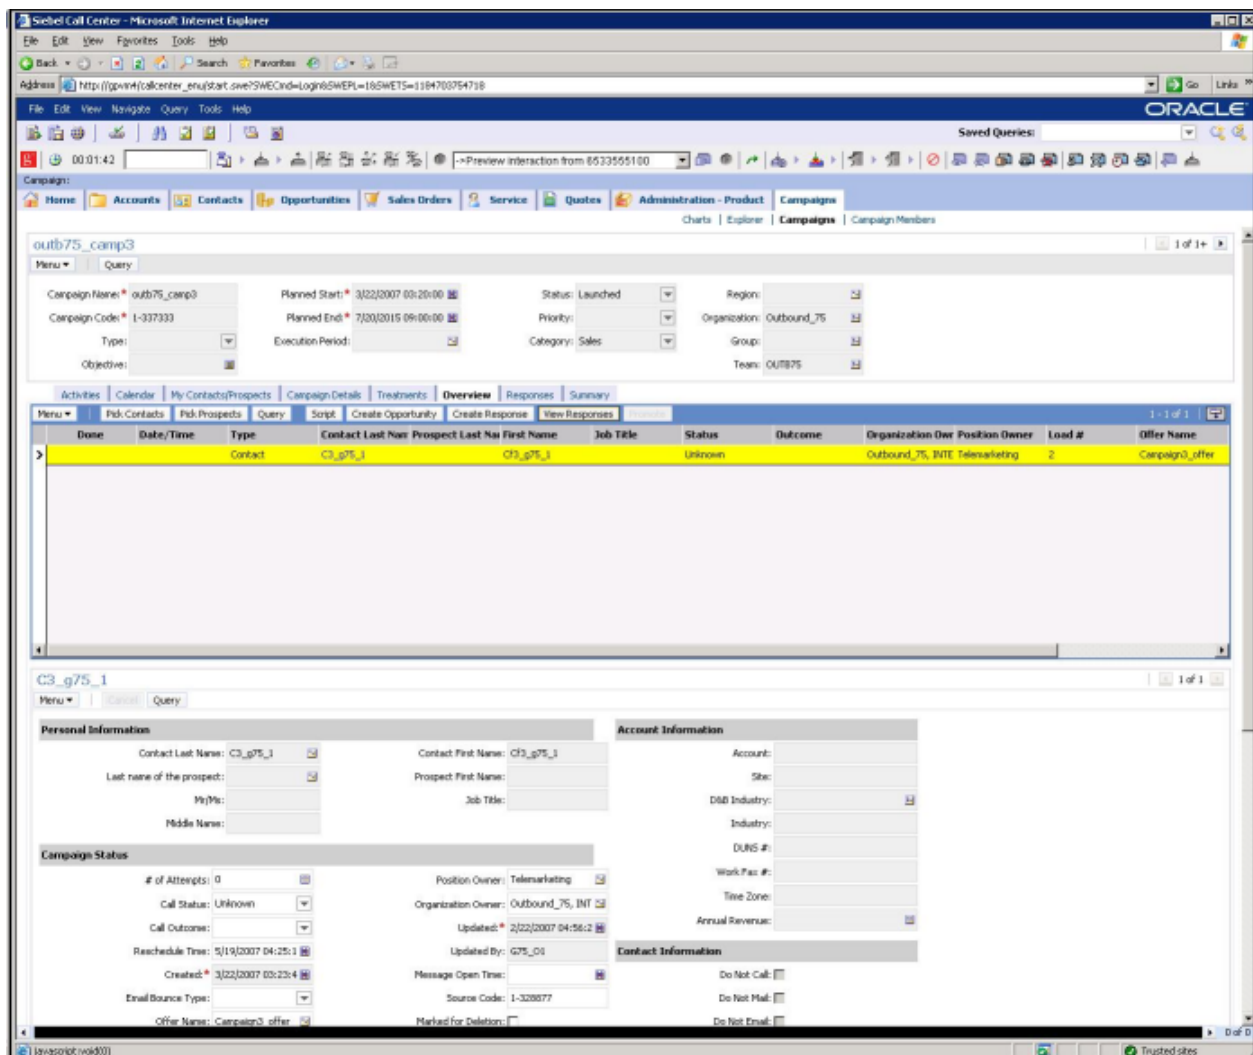 Siebel Call Center - Microsoft Internet Explorer
File Edit View Favorites Tools Help
Back Search Favorites
Address http://gpvm4/callcenter_enu/start.swe?SWECmd=Login&SWEPL=1&SWETS=1184703754718 Go Links
File Edit View Navigate Query Tools Help ORACLE
Saved Queries:
00:01:42 ->Preview interaction from 6533555100
Campaign:
Home Accounts Contacts Opportunities Sales Orders Service Quotes Administration - Product Campaigns
Charts | Explorer | Campaigns | Campaign Members
outb75_camp3 1 of 1+
Menu Query
Campaign Name:* outb75_camp3 Planned Start:* 3/22/2007 03:20:00 Status: Launched Region:
Campaign Code:* 1-337333 Planned End:* 7/20/2015 09:00:00 Priority: Organization: Outbound_75
Type: Execution Period: Category: Sales Group:
Objective: Team: OUTB75
Activities Calendar My Contacts/Prospects Campaign Details Treatments Overview Responses Summary
Menu Pick Contacts Pick Prospects Query Script Create Opportunity Create Response View Responses Promote 1 - 1 of 1
Done Date/Time Type Contact Last Nam Prospect Last Nai First Name Job Title Status Outcome Organization Owr Position Owner Load # Offer Name
Contact C3_g75_1 Cf3_g75_1 Unknown Outbound_75, INTE Telemarketing 2 Campaign3_offer
C3_g75_1 1 of 1
Menu Cancel Query
Personal Information Account Information
Contact Last Name: C3_g75_1 Contact First Name: Cf3_g75_1 Account:
Last name of the prospect: Prospect First Name: Site:
Mr/Ms: Job Title: D&B Industry:
Middle Name: Industry:
Campaign Status DUNS #:
# of Attempts: 0 Position Owner: Telemarketing Work Fax #:
Call Status: Unknown Organization Owner: Outbound_75, INT Time Zone:
Call Outcome: Updated:* 2/22/2007 04:56:2 Annual Revenue:
Reschedule Time: 5/19/2007 04:25:1 Updated By: G75_O1 Contact Information
Created:* 3/22/2007 03:23:4 Message Open Time: Do Not Call:
Email Bounce Type: Source Code: 1-328877 Do Not Mail:
Offer Name: Campaign3_offer Marked for Deletion: Do Not Email:
0 of 0
javascript:void(0) Trusted sites